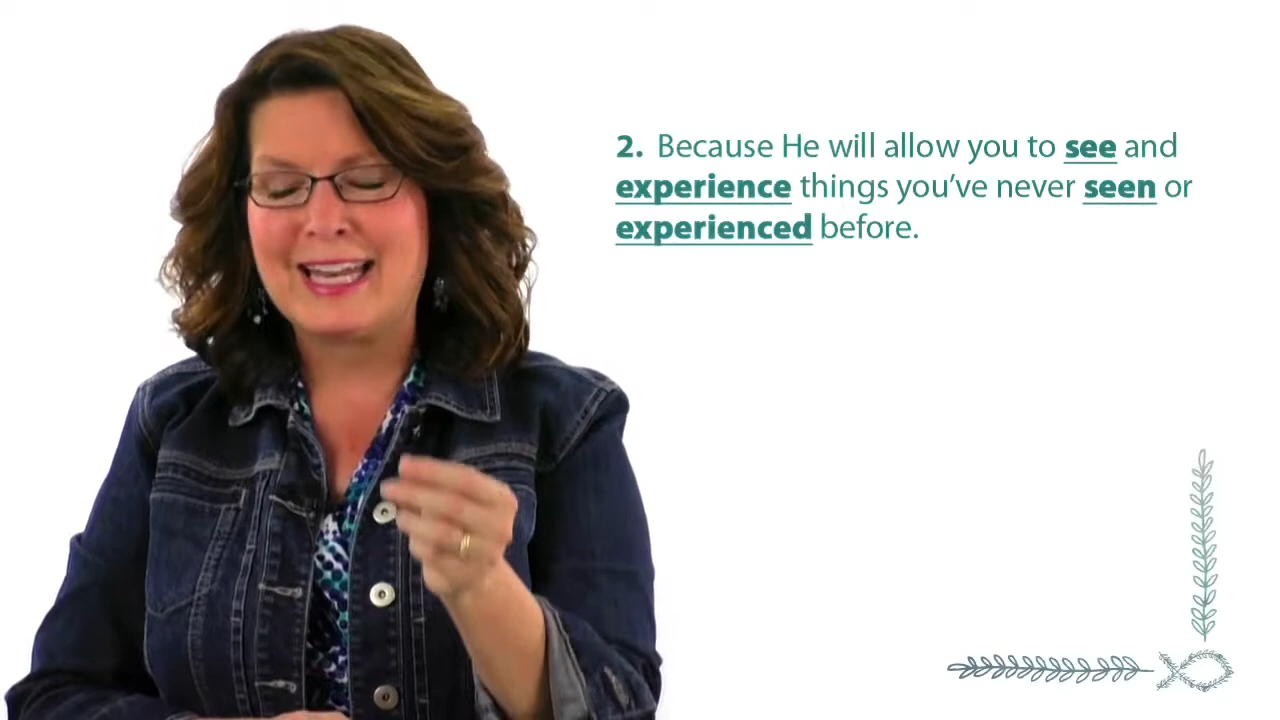 2. Because He will allow you to see and
experience things you’ve never seen or
experienced before.